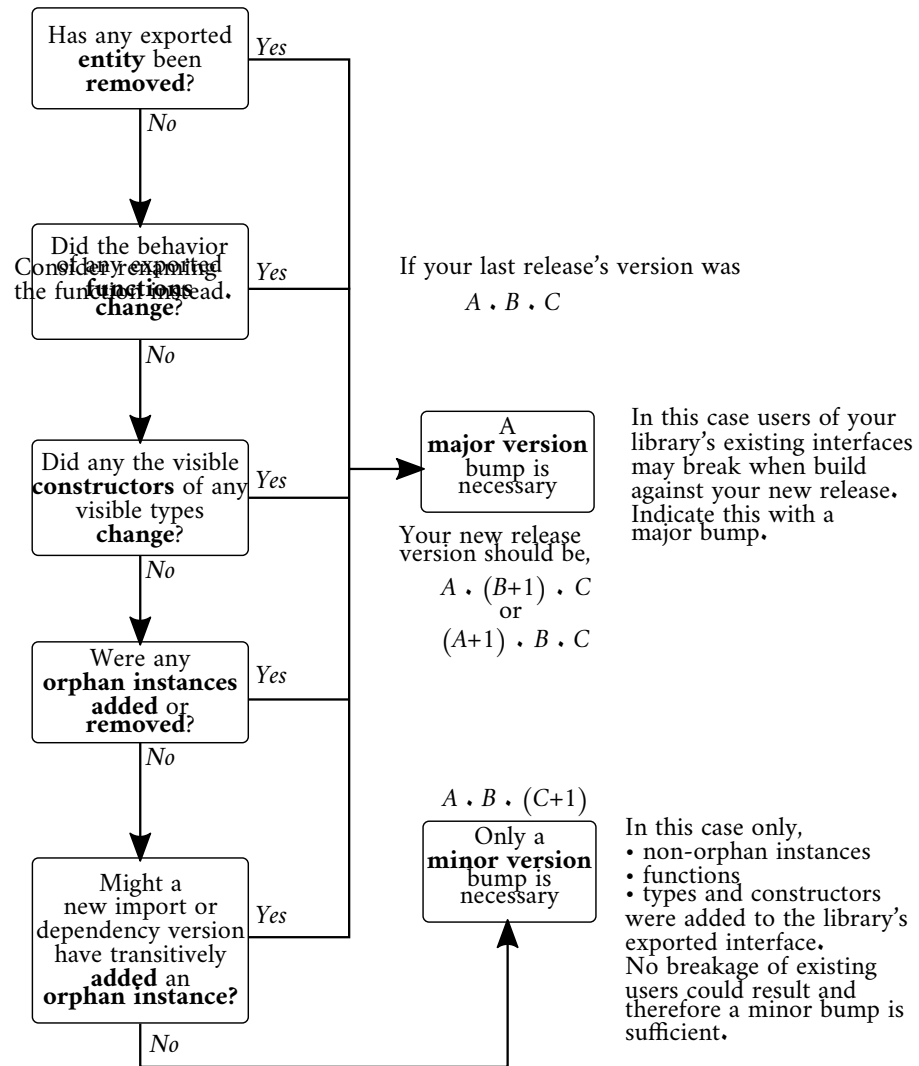 Has any exported
entity been
removed?
Yes
No
Did the behavior
of any exported
functions
change?
Consider renaming
the function instead.
Yes
No
If your last release's version was
A . B . C
Did any the visible
constructors of any
visible types
change?
Yes
No
A
major version
bump is
necessary
In this case users of your
library's existing interfaces
may break when build
against your new release.
Indicate this with a
major bump.
Your new release
version should be,
A . (B+1) . C
or
(A+1) . B . C
Were any
orphan instances
added or
removed?
Yes
No
Might a
new import or
dependency version
have transitively
added an
orphan instance?
Yes
No
A . B . (C+1)
Only a
minor version
bump is
necessary
In this case only,
• non-orphan instances
• functions
• types and constructors
were added to the library's
exported interface.
No breakage of existing
users could result and
therefore a minor bump is
sufficient.